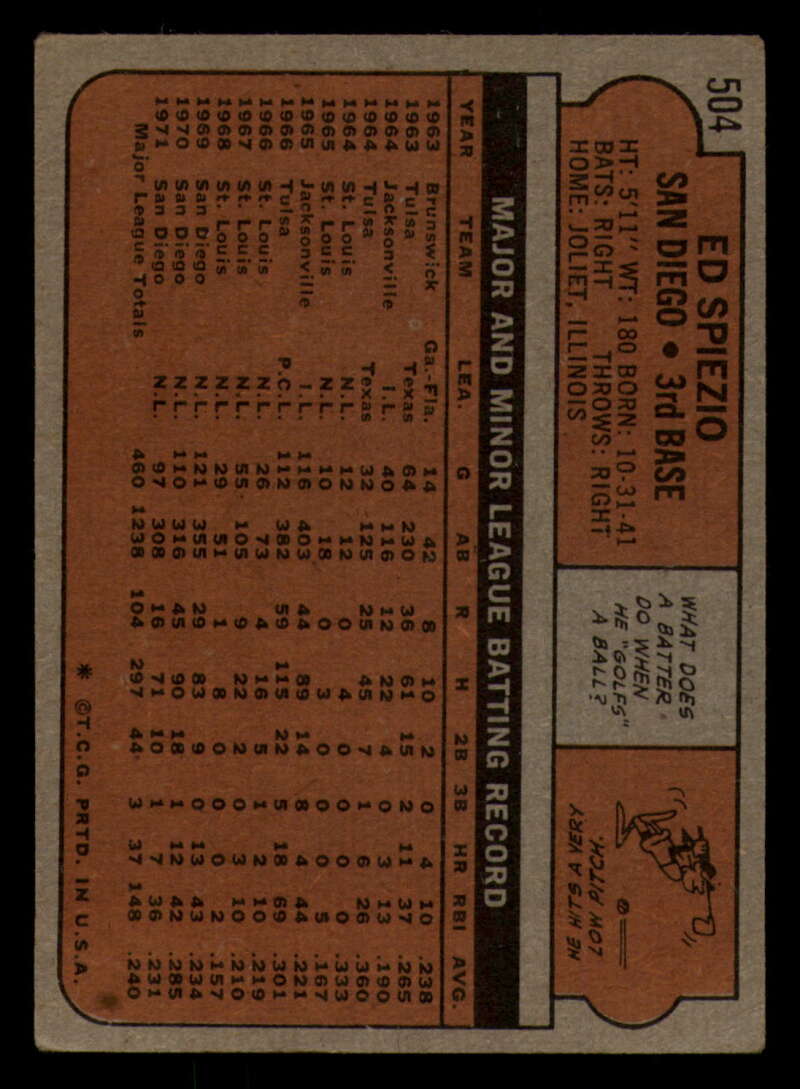 504
ED SPIEZIO
SAN DIEGO • 3rd BASE
HT: 5'11" WT: 180 BORN: 10-31-41
BATS: RIGHT THROWS: RIGHT
HOME: JOLIET, ILLINOIS
WHAT DOES
A BATTER
DO WHEN
HE "GOLFS"
A BALL?
HE HITS A VERY
LOW PITCH.
MAJOR AND MINOR LEAGUE BATTING RECORD
YEAR TEAM LEA. G AB R H 2B 3B HR RBI AVG.
1963 Brunswick Ga.-Fla. 14 42 8 10 2 0 4 10 .238
1963 Tulsa Texas 64 230 36 61 15 2 11 37 .265
1964 Jacksonville I.L. 40 116 12 22 4 0 3 13 .190
1964 Tulsa Texas 32 125 25 45 7 1 6 26 .360
1964 St. Louis N.L. 12 12 0 4 0 0 0 0 .333
1965 St. Louis N.L. 10 18 0 3 0 0 0 5 .167
1965 Jacksonville I.L. 116 403 44 89 14 8 4 44 .221
1966 Tulsa P.C.L. 112 382 59 115 22 5 18 69 .301
1966 St. Louis N.L. 26 73 4 16 5 1 2 10 .219
1967 St. Louis N.L. 55 105 9 22 2 0 3 10 .210
1968 St. Louis N.L. 29 51 1 8 0 0 0 2 .157
1969 San Diego N.L. 121 355 29 83 9 0 13 43 .234
1970 San Diego N.L. 110 316 45 90 18 1 12 42 .285
1971 San Diego N.L. 97 308 16 71 10 1 7 36 .231
Major League Totals 460 1238 104 297 44 3 37 148 .240
* ©T.C.G. PRTD. IN U.S.A.